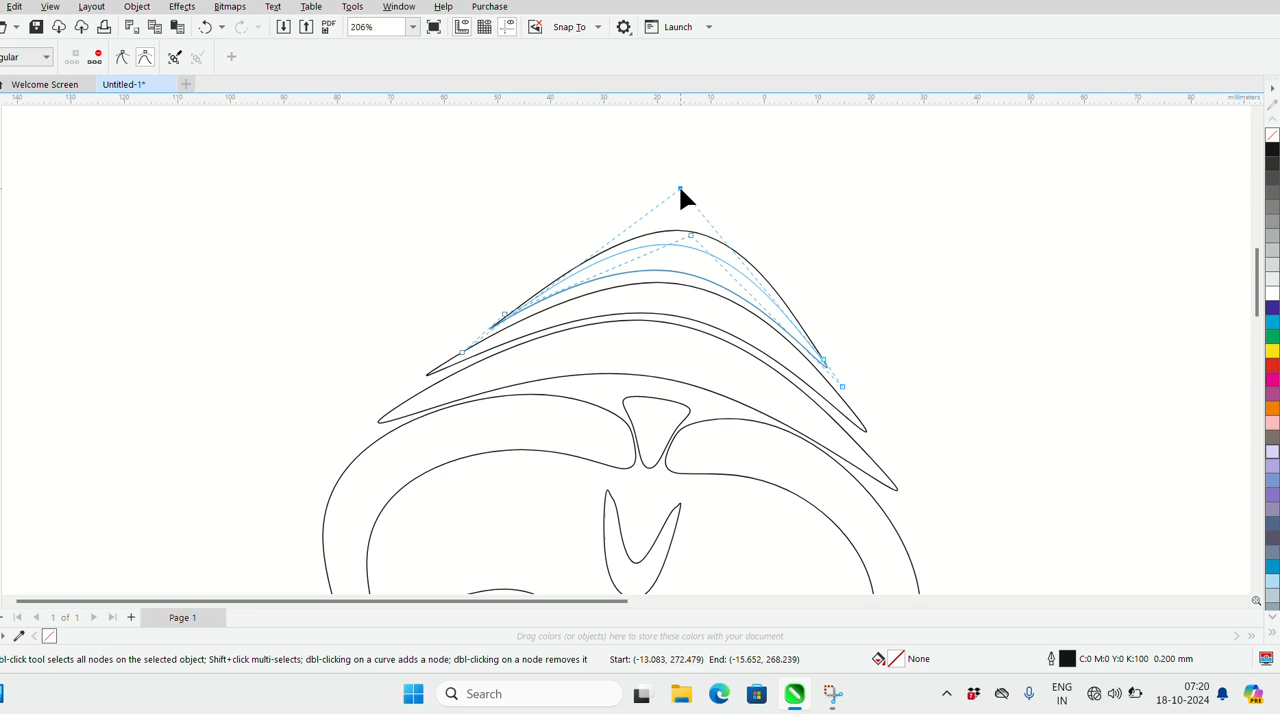 Edit View Layout Object Effects Bitmaps Text Table Tools Window Help Purchase
PDF 206% Snap To Launch
gular
Welcome Screen Untitled-1*
140 130 120 110 100 90 80 70 60 50 40 30 20 10 0 10 20 30 40 50 60 70 80 millimeters
1 of 1 Page 1
Drag colors (or objects) here to store these colors with your document
bl-click tool selects all nodes on the selected object; Shift+click multi-selects; dbl-clicking on a curve adds a node; dbl-clicking on a node removes it Start: (-13.083, 272.479) End: (-15.652, 268.239) None C:0 M:0 Y:0 K:100 0.200 mm
Search ENG IN 07:20 18-10-2024 PRE